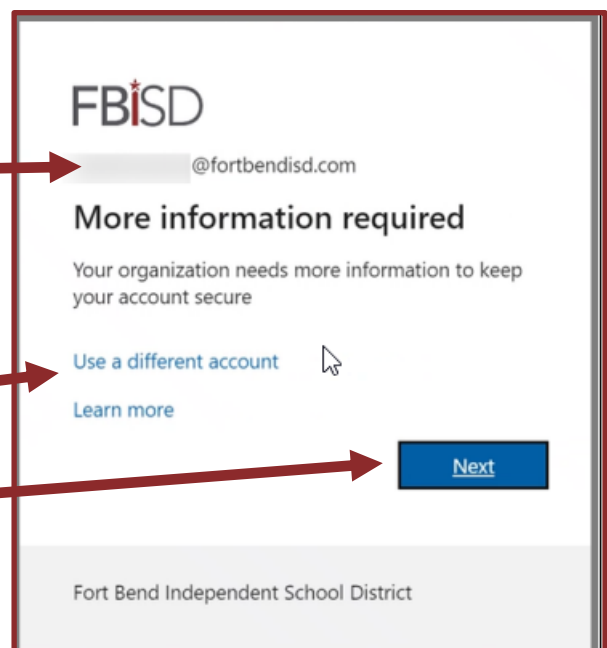 FBiSD
@fortbendisd.com
More information required
Your organization needs more information to keep
your account secure
Use a different account
Learn more
Next
Fort Bend Independent School District